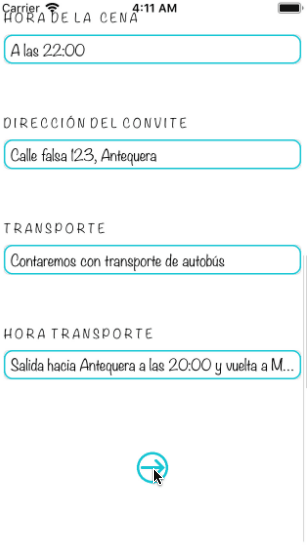 Carrier 4:11 AM
HORA DE LA CENA
A las 22:00
DIRECCIÓN DEL CONVITE
Calle falsa 123, Antequera
TRANSPORTE
Contaremos con transporte de autobús
HORA TRANSPORTE
Salida hacia Antequera a las 20:00 y vuelta a M...